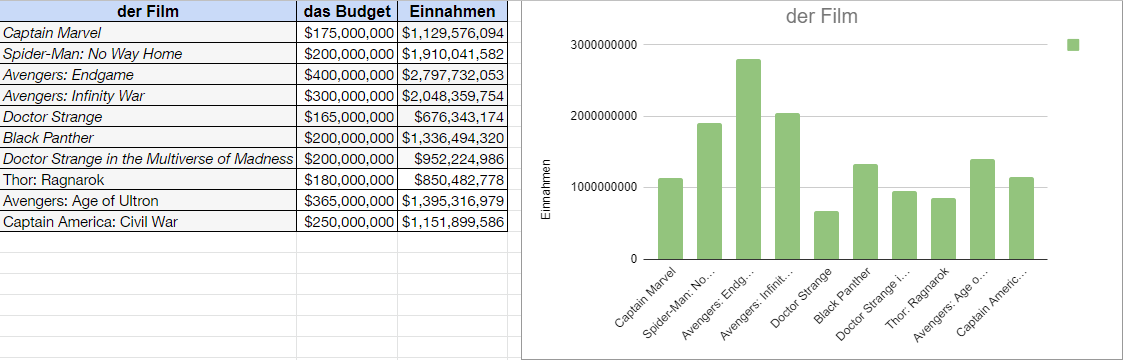 der Film das Budget Einnahmen
Captain Marvel $175,000,000 $1,129,576,094
Spider-Man: No Way Home $200,000,000 $1,910,041,582
Avengers: Endgame $400,000,000 $2,797,732,053
Avengers: Infinity War $300,000,000 $2,048,359,754
Doctor Strange $165,000,000 $676,343,174
Black Panther $200,000,000 $1,336,494,320
Doctor Strange in the Multiverse of Madness $200,000,000 $952,224,986
Thor: Ragnarok $180,000,000 $850,482,778
Avengers: Age of Ultron $365,000,000 $1,395,316,979
Captain America: Civil War $250,000,000 $1,151,899,586
der Film
3000000000
2000000000
1000000000
0
Einnahmen
Captain Marvel
Spider-Man: No…
Avengers: Endg…
Avengers: Infinit…
Doctor Strange
Black Panther
Doctor Strange i…
Thor: Ragnarok
Avengers: Age o…
Captain Americ…